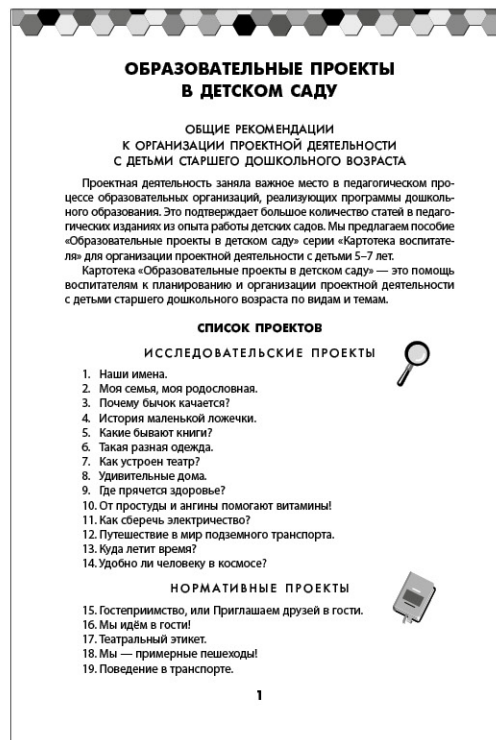 ОБРАЗОВАТЕЛЬНЫЕ ПРОЕКТЫ
В ДЕТСКОМ САДУ
ОБЩИЕ РЕКОМЕНДАЦИИ
К ОРГАНИЗАЦИИ ПРОЕКТНОЙ ДЕЯТЕЛЬНОСТИ
С ДЕТЬМИ СТАРШЕГО ДОШКОЛЬНОГО ВОЗРАСТА
Проектная деятельность заняла важное место в педагогическом про-
цессе образовательных организаций, реализующих программы дошколь-
ного образования. Это подтверждает большое количество статей в педаго-
гических изданиях из опыта работы детских садов. Мы предлагаем пособие
«Образовательные проекты в детском саду» серии «Картотека воспитате-
ля» для организации проектной деятельности с детьми 5–7 лет.
Картотека «Образовательные проекты в детском саду» — это помощь
воспитателям к планированию и организации проектной деятельности
с детьми старшего дошкольного возраста по видам и темам.
СПИСОК ПРОЕКТОВ
ИССЛЕДОВАТЕЛЬСКИЕ ПРОЕКТЫ
1. Наши имена.
2. Моя семья, моя родословная.
3. Почему бычок качается?
4. История маленькой ложечки.
5. Какие бывают книги?
6. Такая разная одежда.
7. Как устроен театр?
8. Удивительные дома.
9. Где прячется здоровье?
10. От простуды и ангины помогают витамины!
11. Как сберечь электричество?
12. Путешествие в мир подземного транспорта.
13. Куда летит время?
14. Удобно ли человеку в космосе?
НОРМАТИВНЫЕ ПРОЕКТЫ
15. Гостеприимство, или Приглашаем друзей в гости.
16. Мы идём в гости!
17. Театральный этикет.
18. Мы — примерные пешеходы!
19. Поведение в транспорте.
1